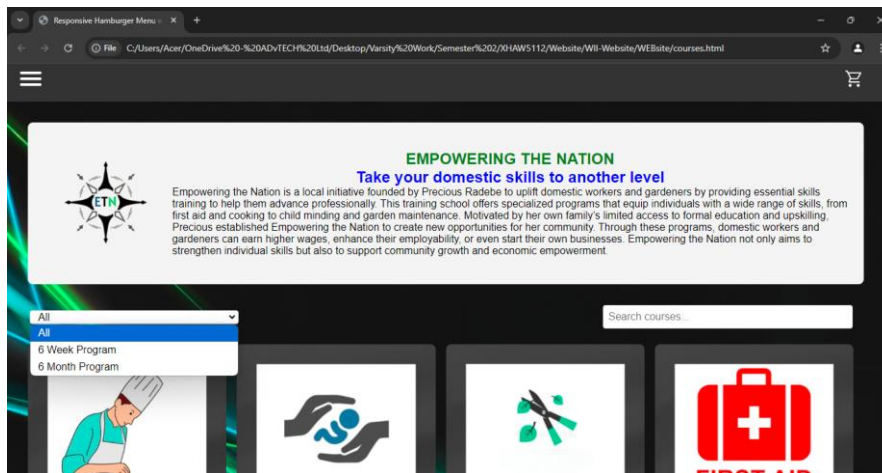 Responsive Hamburger Menu
File C:/Users/Acer/OneDrive%20-%20ADvTECH%20Ltd/Desktop/Varsity%20Work/Semester%202/XHAW5112/Website/WII-Website/WEBsite/courses.html
EMPOWERING THE NATION
Take your domestic skills to another level
ETN
Empowering the Nation is a local initiative founded by Precious Radebe to uplift domestic workers and gardeners by providing essential skills
training to help them advance professionally. This training school offers specialized programs that equip individuals with a wide range of skills, from
first aid and cooking to child minding and garden maintenance. Motivated by her own family's limited access to formal education and upskilling,
Precious established Empowering the Nation to create new opportunities for her community. Through these programs, domestic workers and
gardeners can earn higher wages, enhance their employability, or even start their own businesses. Empowering the Nation not only aims to
strengthen individual skills but also to support community growth and economic empowerment.
All
Search courses...
All
6 Week Program
6 Month Program
FIRST AID